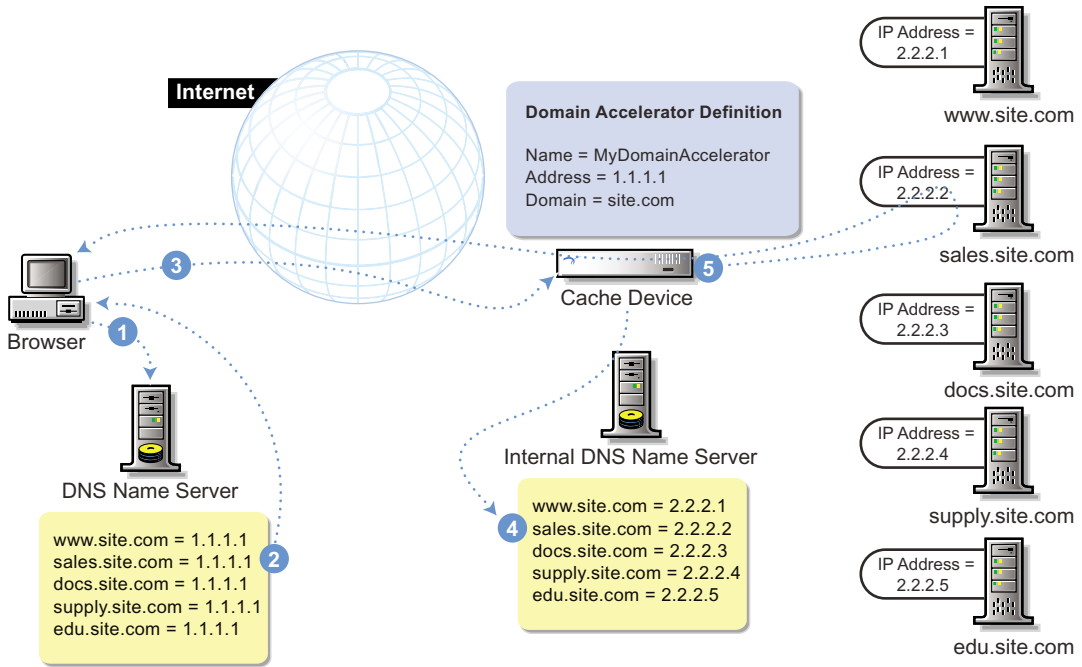 Internet
Domain Accelerator Definition
Name = MyDomainAccelerator
Address = 1.1.1.1
Domain = site.com
IP Address =
2.2.2.1
www.site.com
IP Address =
2.2.2.2
sales.site.com
3
5
Cache Device
Browser
1
IP Address =
2.2.2.3
docs.site.com
DNS Name Server
Internal DNS Name Server
IP Address =
2.2.2.4
supply.site.com
www.site.com = 1.1.1.1
sales.site.com = 1.1.1.1
2
docs.site.com = 1.1.1.1
supply.site.com = 1.1.1.1
edu.site.com = 1.1.1.1
www.site.com = 2.2.2.1
4
sales.site.com = 2.2.2.2
docs.site.com = 2.2.2.3
supply.site.com = 2.2.2.4
edu.site.com = 2.2.2.5
IP Address =
2.2.2.5
edu.site.com